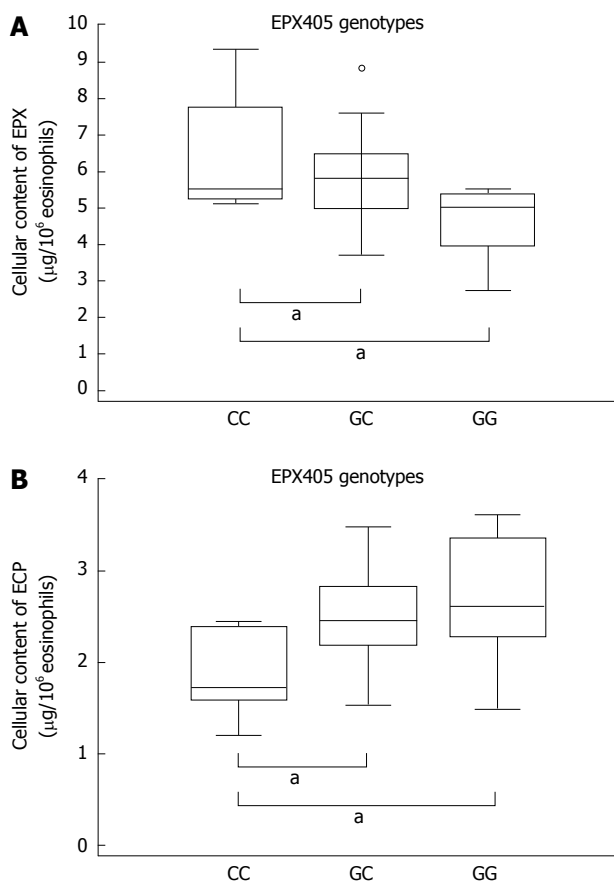 A
EPX405 genotypes
Cellular content of EPX
(µg/10⁶ eosinophils)
10
9
8
7
6
5
4
3
2
1
0
a
a
CC GC GG
B
EPX405 genotypes
Cellular content of ECP
(µg/10⁶ eosinophils)
4
3
2
1
0
a
a
CC GC GG